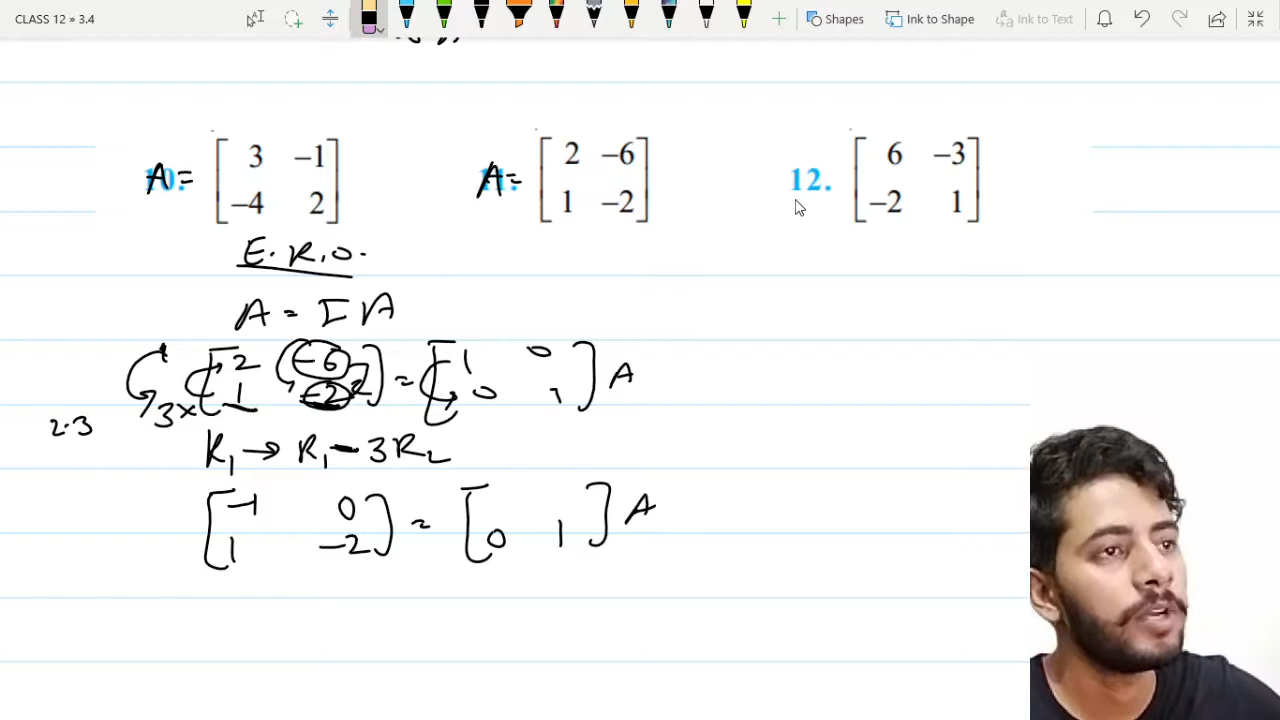 CLASS 12 » 3.4
Shapes
Ink to Shape
Ink to Text
A = [ 3 −1
−4 2 ]
A = [ 2 −6
1 −2 ]
12. [ 6 −3
−2 1 ]
E.R.O.
A = I A
[ 2 −6
1 −2 ] = [ 1 0
0 1 ] A
3×
2-3
R1 → R1 − 3R2
[ −1 0
1 −2 ] = [
0 1 ] A